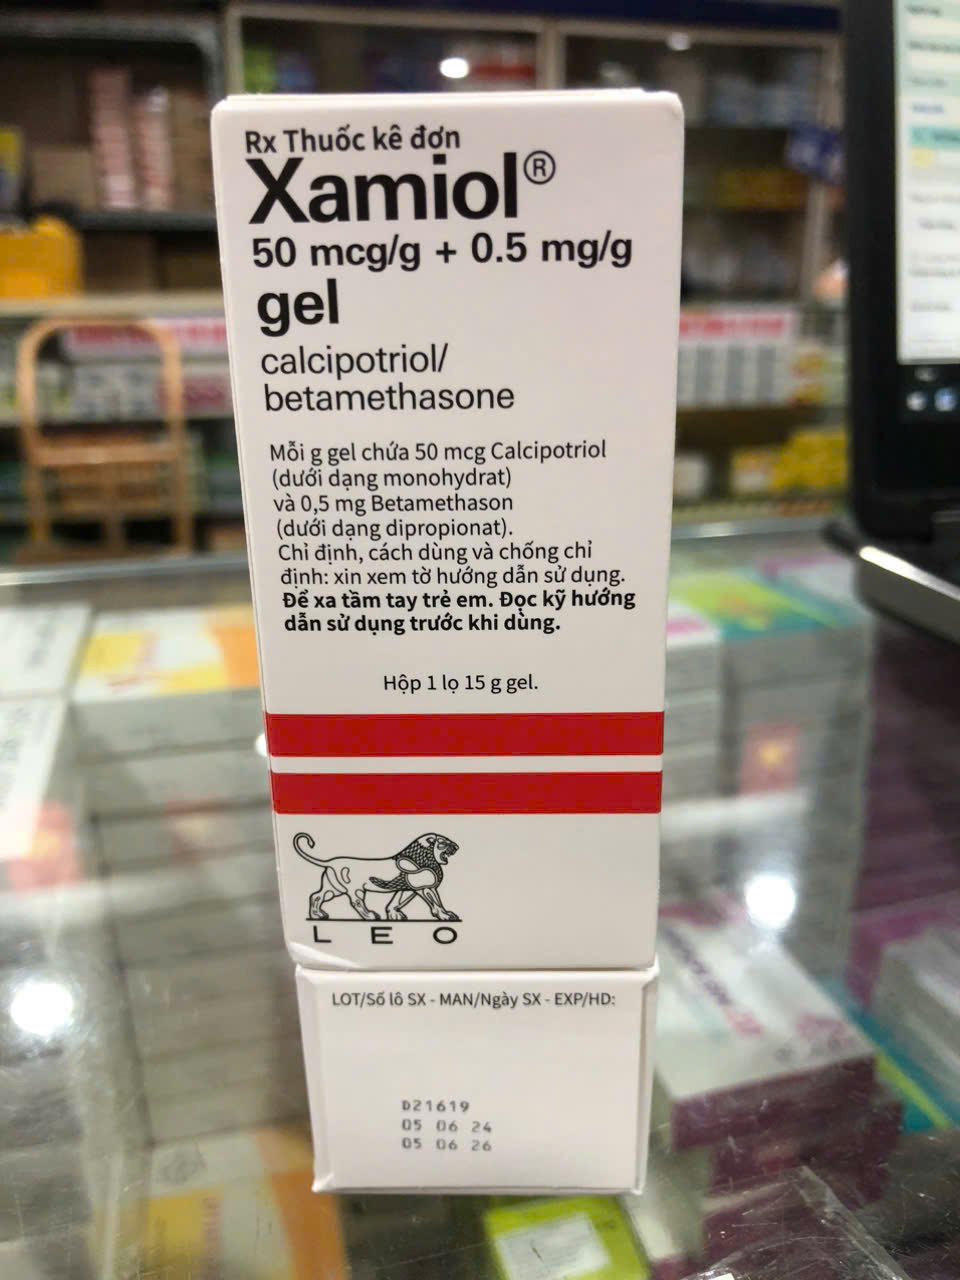 Rx Thuốc kê đơn
Xamiol®
50 mcg/g + 0.5 mg/g
gel
calcipotriol/
betamethasone
Mỗi g gel chứa 50 mcg Calcipotriol
(dưới dạng monohydrat)
và 0,5 mg Betamethason
(dưới dạng dipropionat).
Chỉ định, cách dùng và chống chỉ
định: xin xem tờ hướng dẫn sử dụng.
Để xa tầm tay trẻ em. Đọc kỹ hướng
dẫn sử dụng trước khi dùng.
Hộp 1 lọ 15 g gel.
LEO
LOT/Số lô SX - MAN/Ngày SX - EXP/HD:
D21619
05 06 24
05 06 26